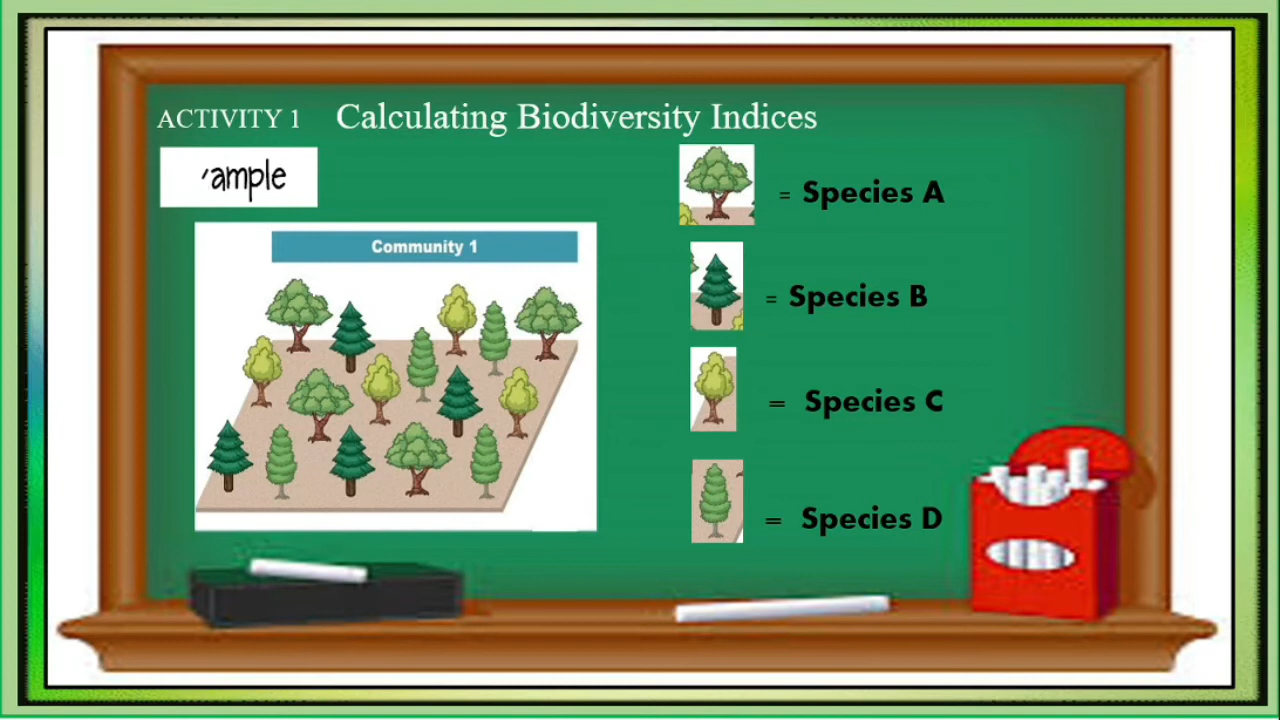 ACTIVITY 1 Calculating Biodiversity Indices
ample
Community 1
= Species A
= Species B
= Species C
= Species D